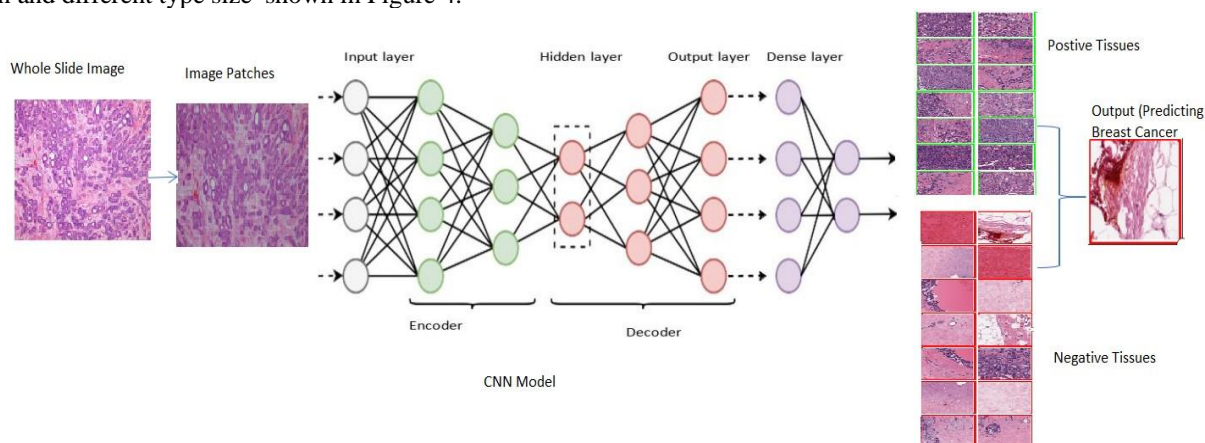 and different type size shown in Figure 4.
Input layer
Hidden layer
Output layer
Dense layer
Postive Tissues
Whole Slide Image
Image Patches
Output (Predicting
Breast Cancer
Encoder
Decoder
CNN Model
Negative Tissues